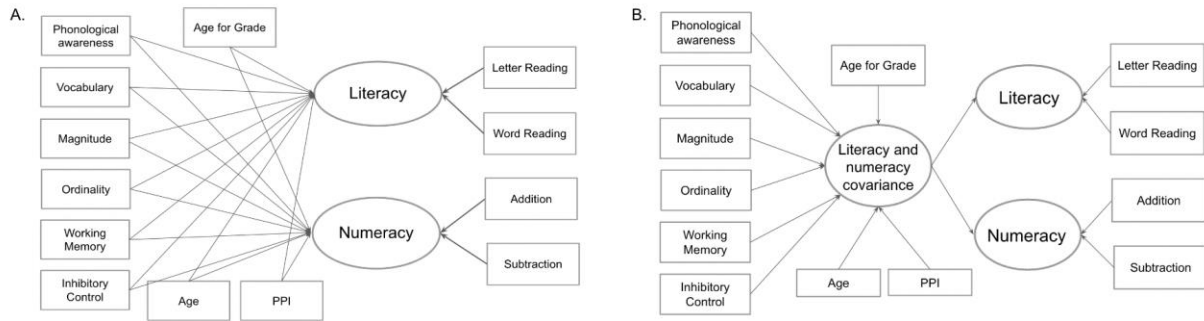 A.
Phonological
awareness
Age for Grade
Vocabulary
Magnitude
Ordinality
Working
Memory
Inhibitory
Control
Age
PPI
Literacy
Numeracy
Letter Reading
Word Reading
Addition
Subtraction
B.
Phonological
awareness
Age for Grade
Vocabulary
Magnitude
Ordinality
Working
Memory
Inhibitory
Control
Age
PPI
Literacy and
numeracy
covariance
Literacy
Numeracy
Letter Reading
Word Reading
Addition
Subtraction